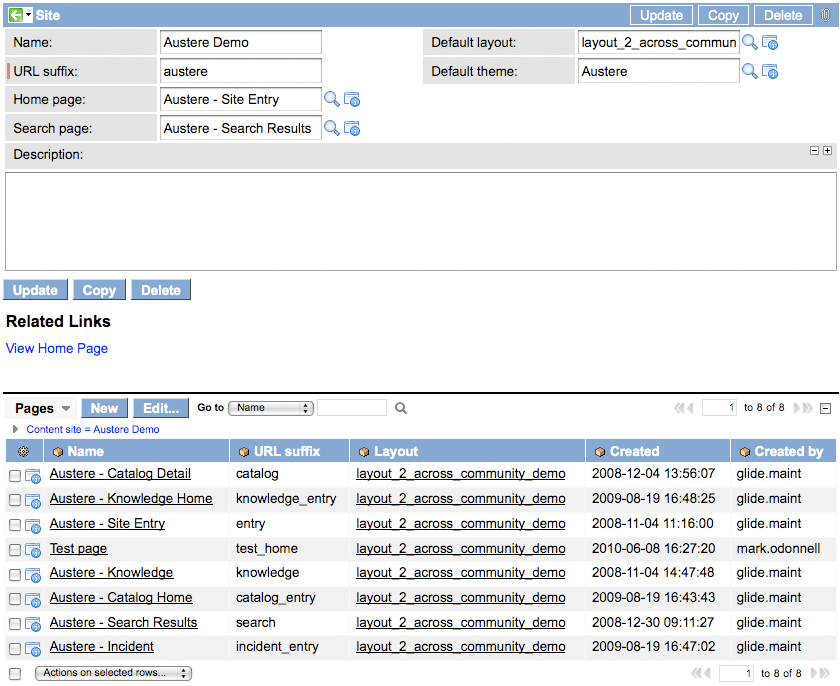 Site Update Copy Delete
Name: Austere Demo Default layout: layout_2_across_commun
URL suffix: austere Default theme: Austere
Home page: Austere - Site Entry
Search page: Austere - Search Results
Description:
Update Copy Delete
Related Links
View Home Page
Pages New Edit... Go to Name 1 to 8 of 8
Content site = Austere Demo
Name URL suffix Layout Created Created by
Austere - Catalog Detail catalog layout_2_across_community_demo 2008-12-04 13:56:07 glide.maint
Austere - Knowledge Home knowledge_entry layout_2_across_community_demo 2009-08-19 16:48:25 glide.maint
Austere - Site Entry entry layout_2_across_community_demo 2008-11-04 11:16:00 glide.maint
Test page test_home layout_2_across_community_demo 2010-06-08 16:27:20 mark.odonnell
Austere - Knowledge knowledge layout_2_across_community_demo 2008-11-04 14:47:48 glide.maint
Austere - Catalog Home catalog_entry layout_2_across_community_demo 2009-08-19 16:43:43 glide.maint
Austere - Search Results search layout_2_across_community_demo 2008-12-30 09:11:27 glide.maint
Austere - Incident incident_entry layout_2_across_community_demo 2009-08-19 16:47:02 glide.maint
Actions on selected rows... 1 to 8 of 8